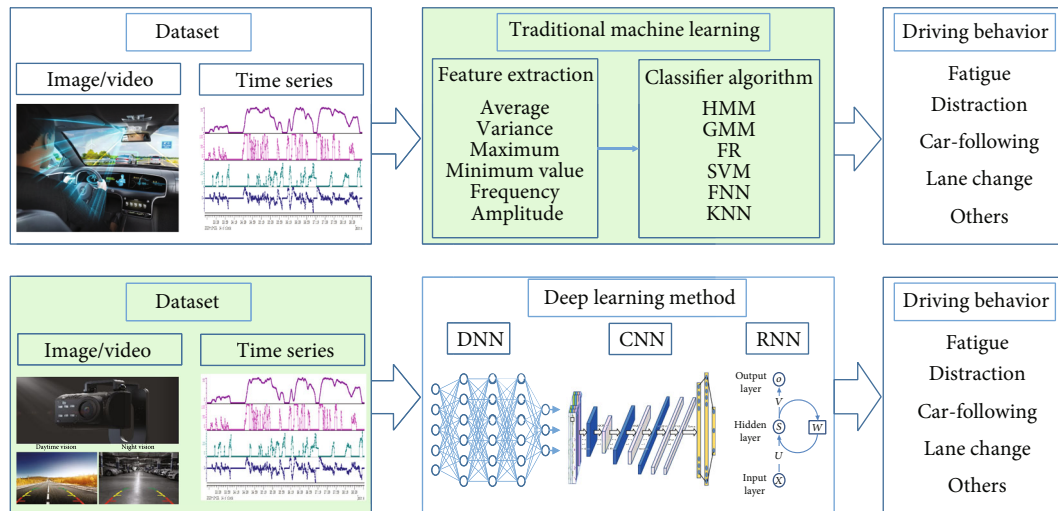 Dataset
Image/video
Time series
Traditional machine learning
Feature extraction
Average
Variance
Maximum
Minimum value
Frequency
Amplitude
Classifier algorithm
HMM
GMM
FR
SVM
FNN
KNN
Driving behavior
Fatigue
Distraction
Car-following
Lane change
Others
Dataset
Image/video
Time series
Daytime vision
Night vision
Deep learning method
DNN
CNN
RNN
Output
layer
o
V
Hidden
layer
S
W
U
Input
layer
X
Driving behavior
Fatigue
Distraction
Car-following
Lane change
Others